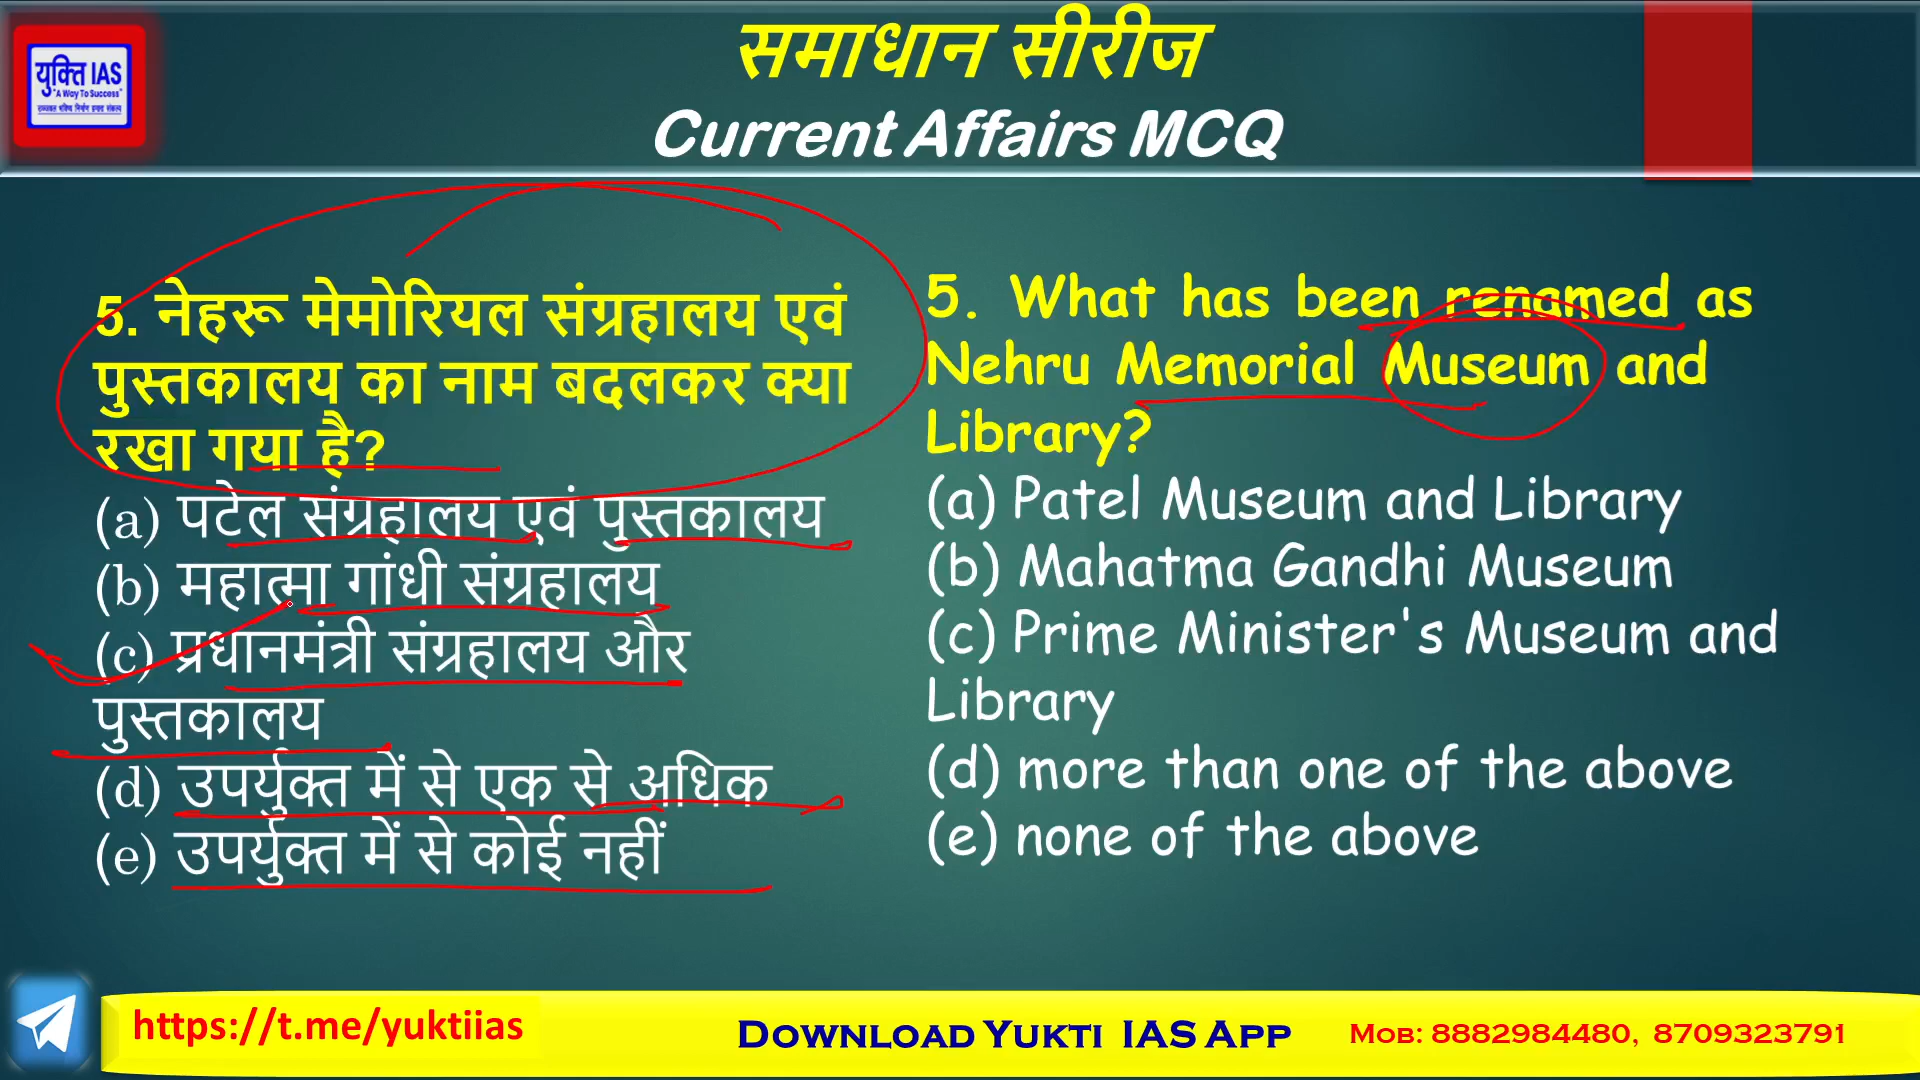 युक्ति IAS
"A Way To Success"
समाधान सीरीज
Current Affairs MCQ
5. नेहरू मेमोरियल संग्रहालय एवं
पुस्तकालय का नाम बदलकर क्या
रखा गया है?
(a) पटेल संग्रहालय एवं पुस्तकालय
(b) महात्मा गांधी संग्रहालय
(c) प्रधानमंत्री संग्रहालय और
पुस्तकालय
(d) उपर्युक्त में से एक से अधिक
(e) उपर्युक्त में से कोई नहीं
5. What has been renamed as
Nehru Memorial Museum and
Library?
(a) Patel Museum and Library
(b) Mahatma Gandhi Museum
(c) Prime Minister's Museum and
Library
(d) more than one of the above
(e) none of the above
https://t.me/yuktiias
Download Yukti IAS App
Mob: 8882984480, 8709323791